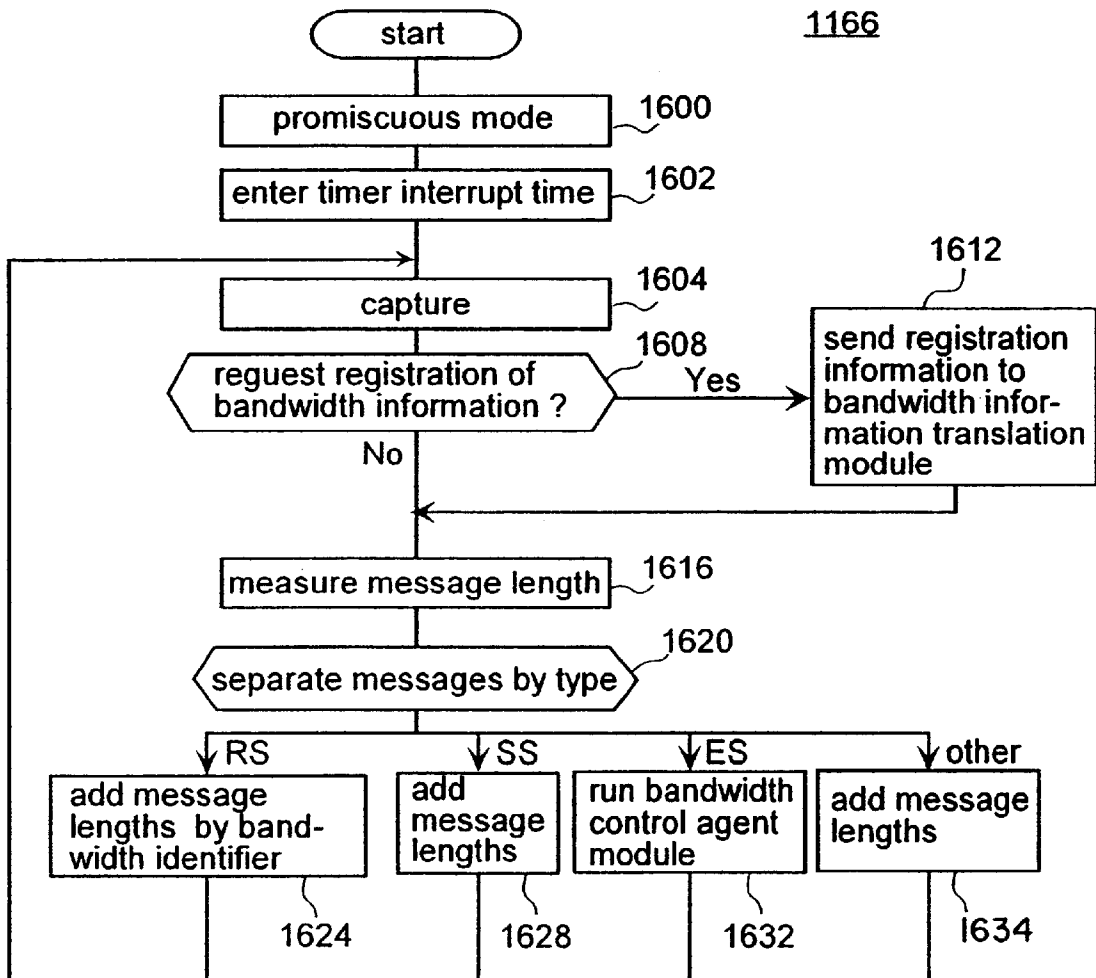 1166
start
promiscuous mode
1600
enter timer interrupt time
1602
capture
1604
reguest registration of
bandwidth information ?
1608
Yes
No
1612
send registration
information to
bandwidth infor-
mation translation
module
measure message length
1616
separate messages by type
1620
RS
SS
ES
other
add message
lengths by band-
width identifier
1624
add
message
lengths
1628
run bandwidth
control agent
module
1632
add message
lengths
1634